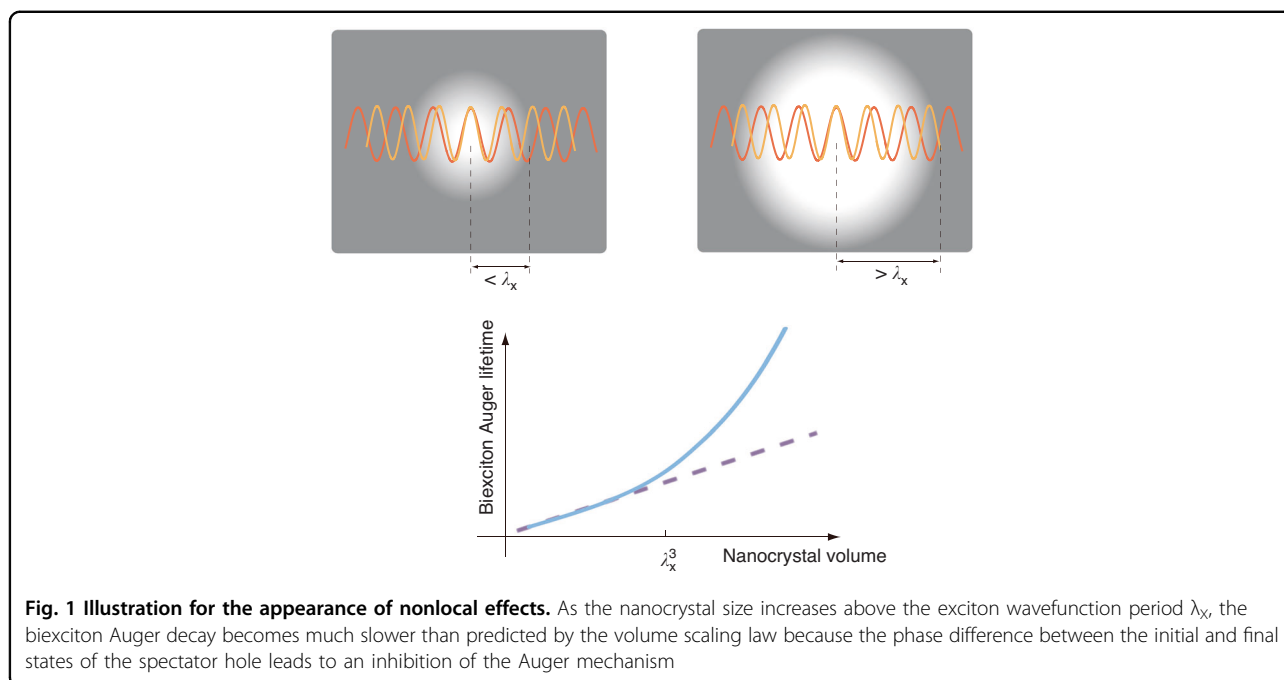 < λx
> λx
Biexciton Auger lifetime
λx³
Nanocrystal volume
Fig. 1 Illustration for the appearance of nonlocal effects. As the nanocrystal size increases above the exciton wavefunction period λX, the
biexciton Auger decay becomes much slower than predicted by the volume scaling law because the phase difference between the initial and final
states of the spectator hole leads to an inhibition of the Auger mechanism